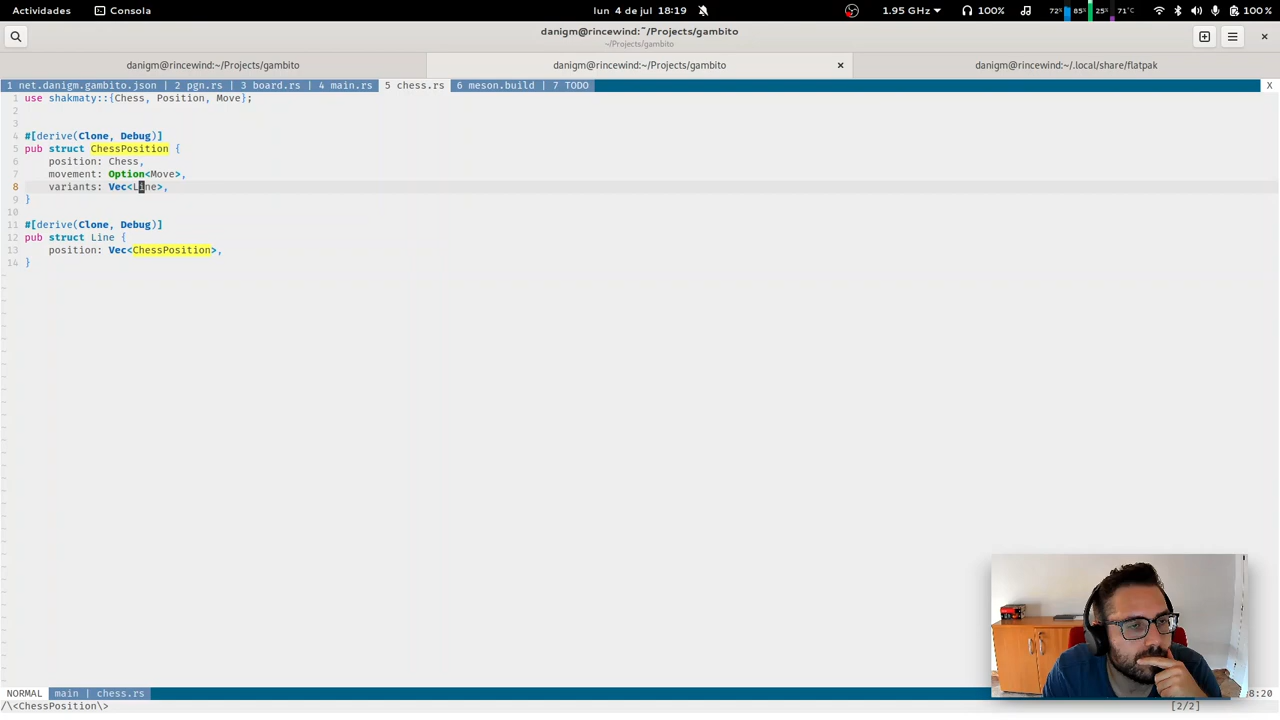 Actividades Consola lun 4 de jul 18:19 1.95 GHz 100% 72% 85% 25% 71°C 100 %
danigm@rincewind:~/Projects/gambito
~/Projects/gambito
danigm@rincewind:~/Projects/gambito danigm@rincewind:~/Projects/gambito × danigm@rincewind:~/.local/share/flatpak
1 net.danigm.gambito.json | 2 pgn.rs | 3 board.rs | 4 main.rs 5 chess.rs 6 meson.build | 7 TODO X
1 use shakmaty::{Chess, Position, Move};
2
3
4 #[derive(Clone, Debug)]
5 pub struct ChessPosition {
6 position: Chess,
7 movement: Option<Move>,
8 variants: Vec<Line>,
9 }
10
11 #[derive(Clone, Debug)]
12 pub struct Line {
13 position: Vec<ChessPosition>,
14 }
NORMAL main | chess.rs 8:20
/\<ChessPosition\> [2/2]